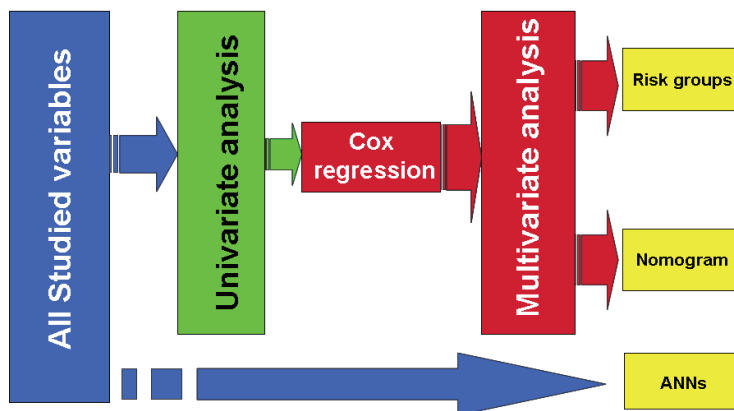 All Studied variables
Univariate analysis
Cox
regression
Multivariate analysis
Risk groups
Nomogram
ANNs